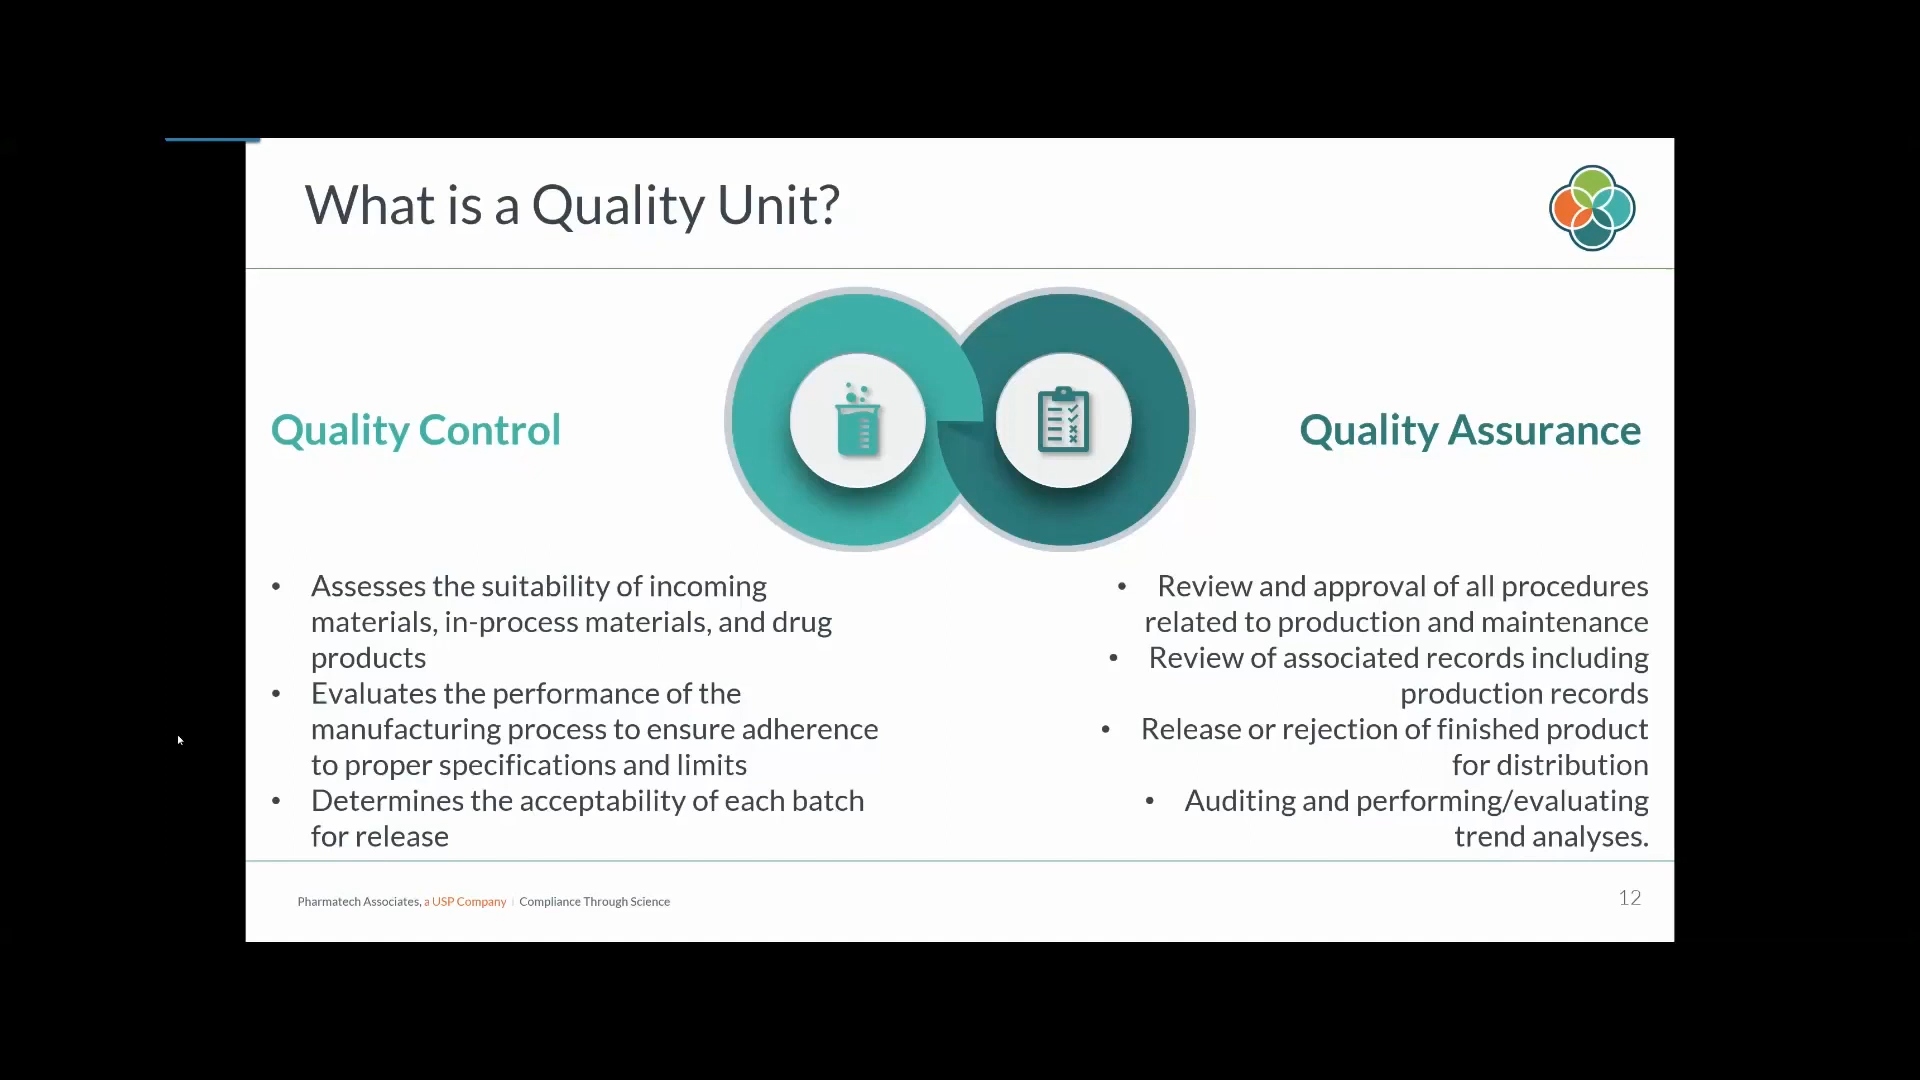 What is a Quality Unit?
Quality Control
Quality Assurance
• Assesses the suitability of incoming
materials, in-process materials, and drug
products
• Evaluates the performance of the
manufacturing process to ensure adherence
to proper specifications and limits
• Determines the acceptability of each batch
for release
• Review and approval of all procedures
related to production and maintenance
• Review of associated records including
production records
• Release or rejection of finished product
for distribution
• Auditing and performing/evaluating
trend analyses.
Pharmatech Associates, a USP Company | Compliance Through Science
12